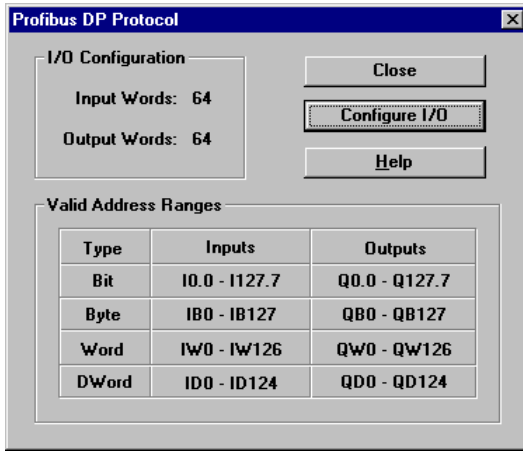 Profibus DP Protocol
I/O Configuration
Input Words: 64
Output Words: 64
Close
Configure I/O
Help
Valid Address Ranges
Type Inputs Outputs
Bit I0.0 - I127.7 Q0.0 - Q127.7
Byte IB0 - IB127 QB0 - QB127
Word IW0 - IW126 QW0 - QW126
DWord ID0 - ID124 QD0 - QD124